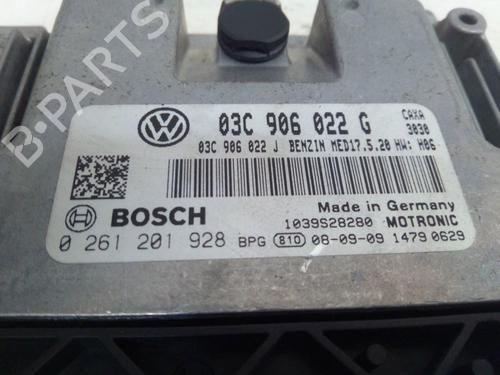 B-PARTS
03C 906 022 G
CAXA
3030
03C 906 022 J BENZIN MED17.5.20 HW: H06
BOSCH
Made in Germany
1039S28280 MOTRONIC
0 261 201 928 BPG 810 08-09-09 1479 0629